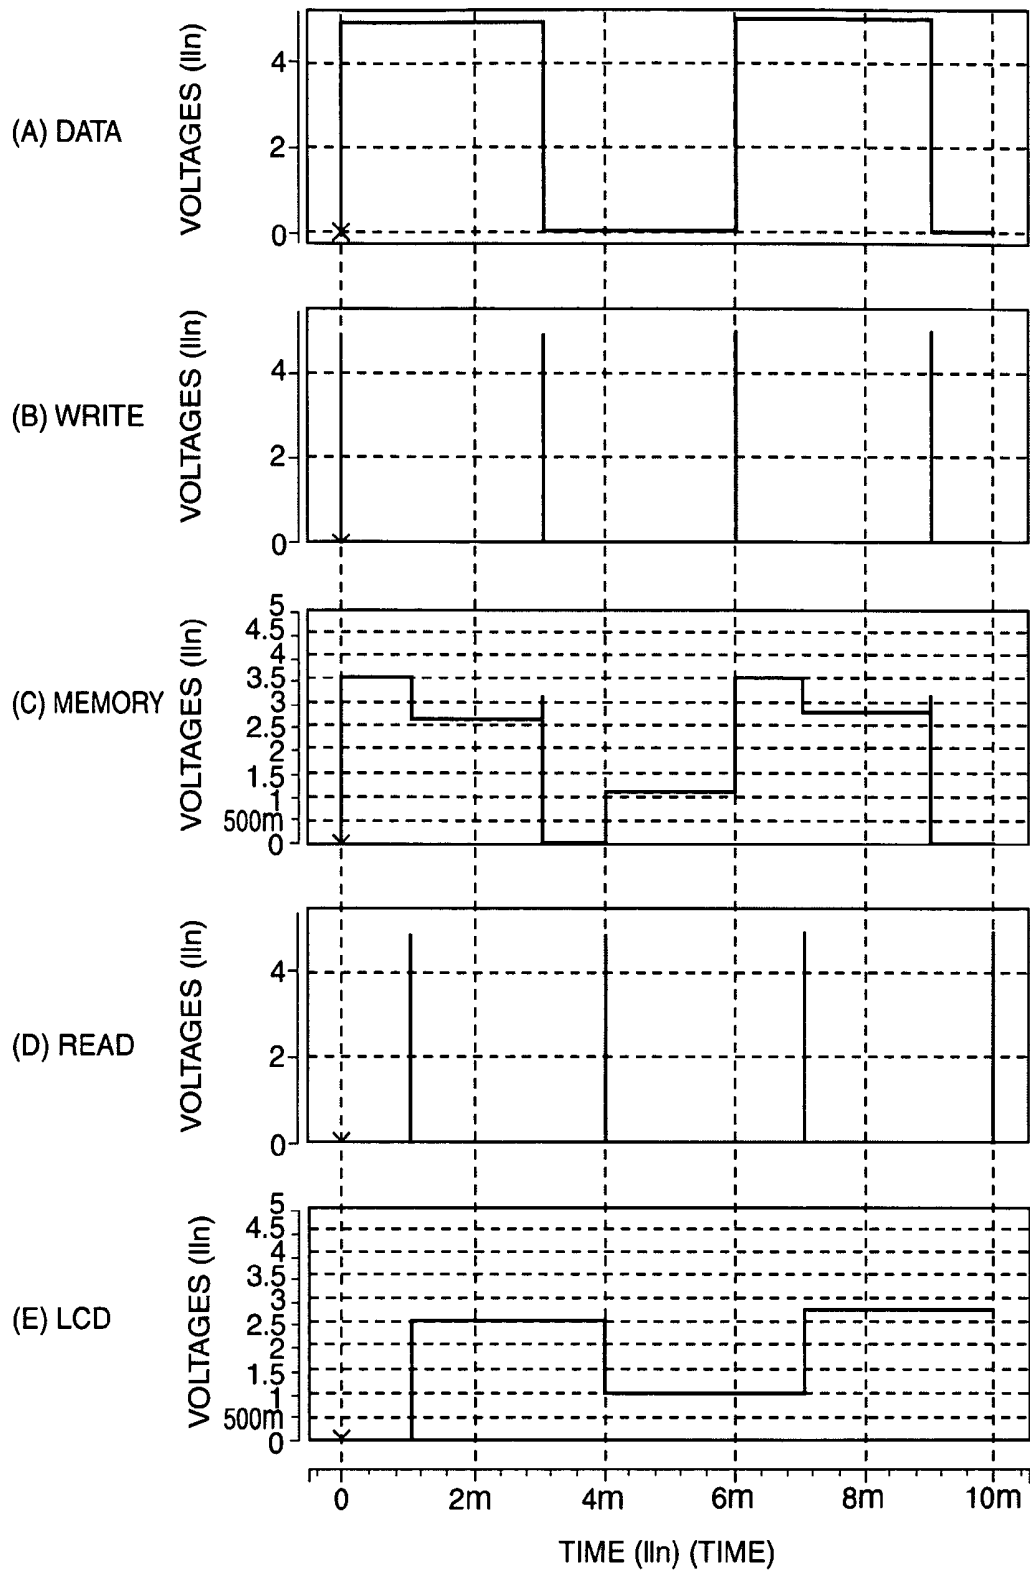 (A) DATA
VOLTAGES (lln)
4
2
0
(B) WRITE
VOLTAGES (lln)
4
2
0
(C) MEMORY
VOLTAGES (lln)
5
4.5
4
3.5
3
2.5
2
1.5
1
500m
0
(D) READ
VOLTAGES (lln)
4
2
0
(E) LCD
VOLTAGES (lln)
5
4.5
4
3.5
3
2.5
2
1.5
1
500m
0
0 2m 4m 6m 8m 10m
TIME (lln) (TIME)